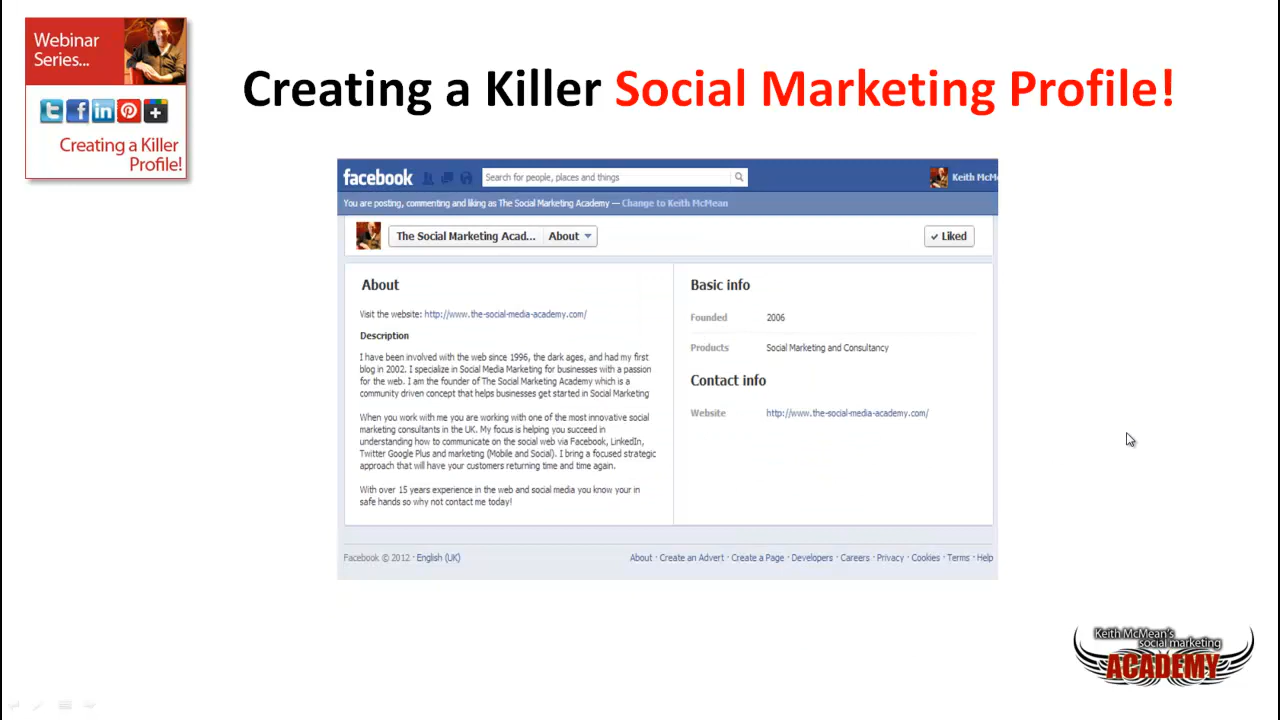 Webinar
Series...
Creating a Killer
Profile!
Creating a Killer Social Marketing Profile!
facebook
Search for people, places and things
Keith McM
You are posting, commenting and liking as The Social Marketing Academy — Change to Keith McMean
The Social Marketing Acad...
About
Liked
About
Visit the website: http://www.the-social-media-academy.com/
Description
I have been involved with the web since 1996, the dark ages, and had my first
blog in 2002. I specialize in Social Media Marketing for businesses with a passion
for the web. I am the founder of The Social Marketing Academy which is a
community driven concept that helps businesses get started in Social Marketing
When you work with me you are working with one of the most innovative social
marketing consultants in the UK. My focus is helping you succeed in
understanding how to communicate on the social web via Facebook, LinkedIn,
Twitter Google Plus and marketing (Mobile and Social). I bring a focused strategic
approach that will have your customers returning time and time again.
With over 15 years experience in the web and social media you know your in
safe hands so why not contact me today!
Basic info
Founded 2006
Products Social Marketing and Consultancy
Contact info
Website http://www.the-social-media-academy.com/
Facebook © 2012 · English (UK)
About · Create an Advert · Create a Page · Developers · Careers · Privacy · Cookies · Terms · Help
Keith McMean's
social marketing
ACADEMY